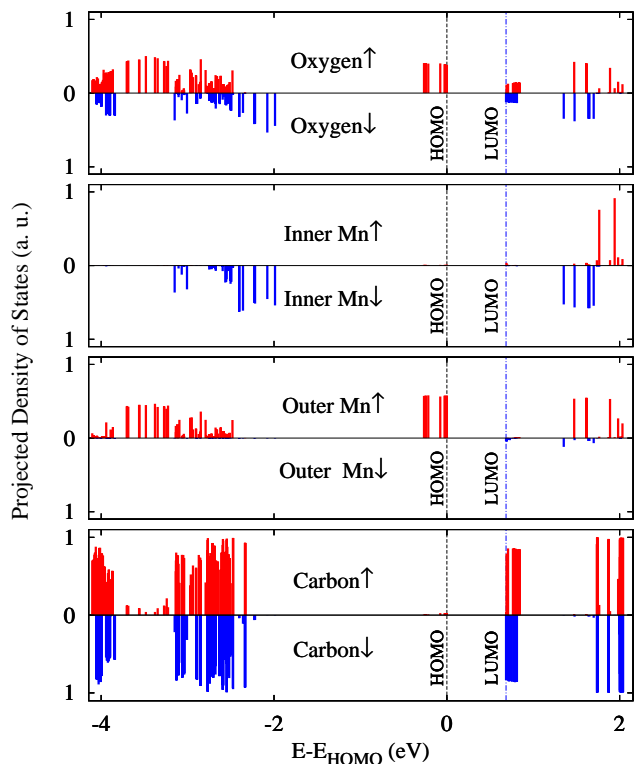 Projected Density of States (a. u.)
1
Oxygen↑
0
Oxygen↓
HOMO
LUMO
1
1
Inner Mn↑
0
Inner Mn↓
HOMO
LUMO
1
1
Outer Mn↑
0
Outer Mn↓
HOMO
LUMO
1
1
Carbon↑
0
Carbon↓
HOMO
LUMO
1
-4 -2 0 2
E-E_HOMO (eV)